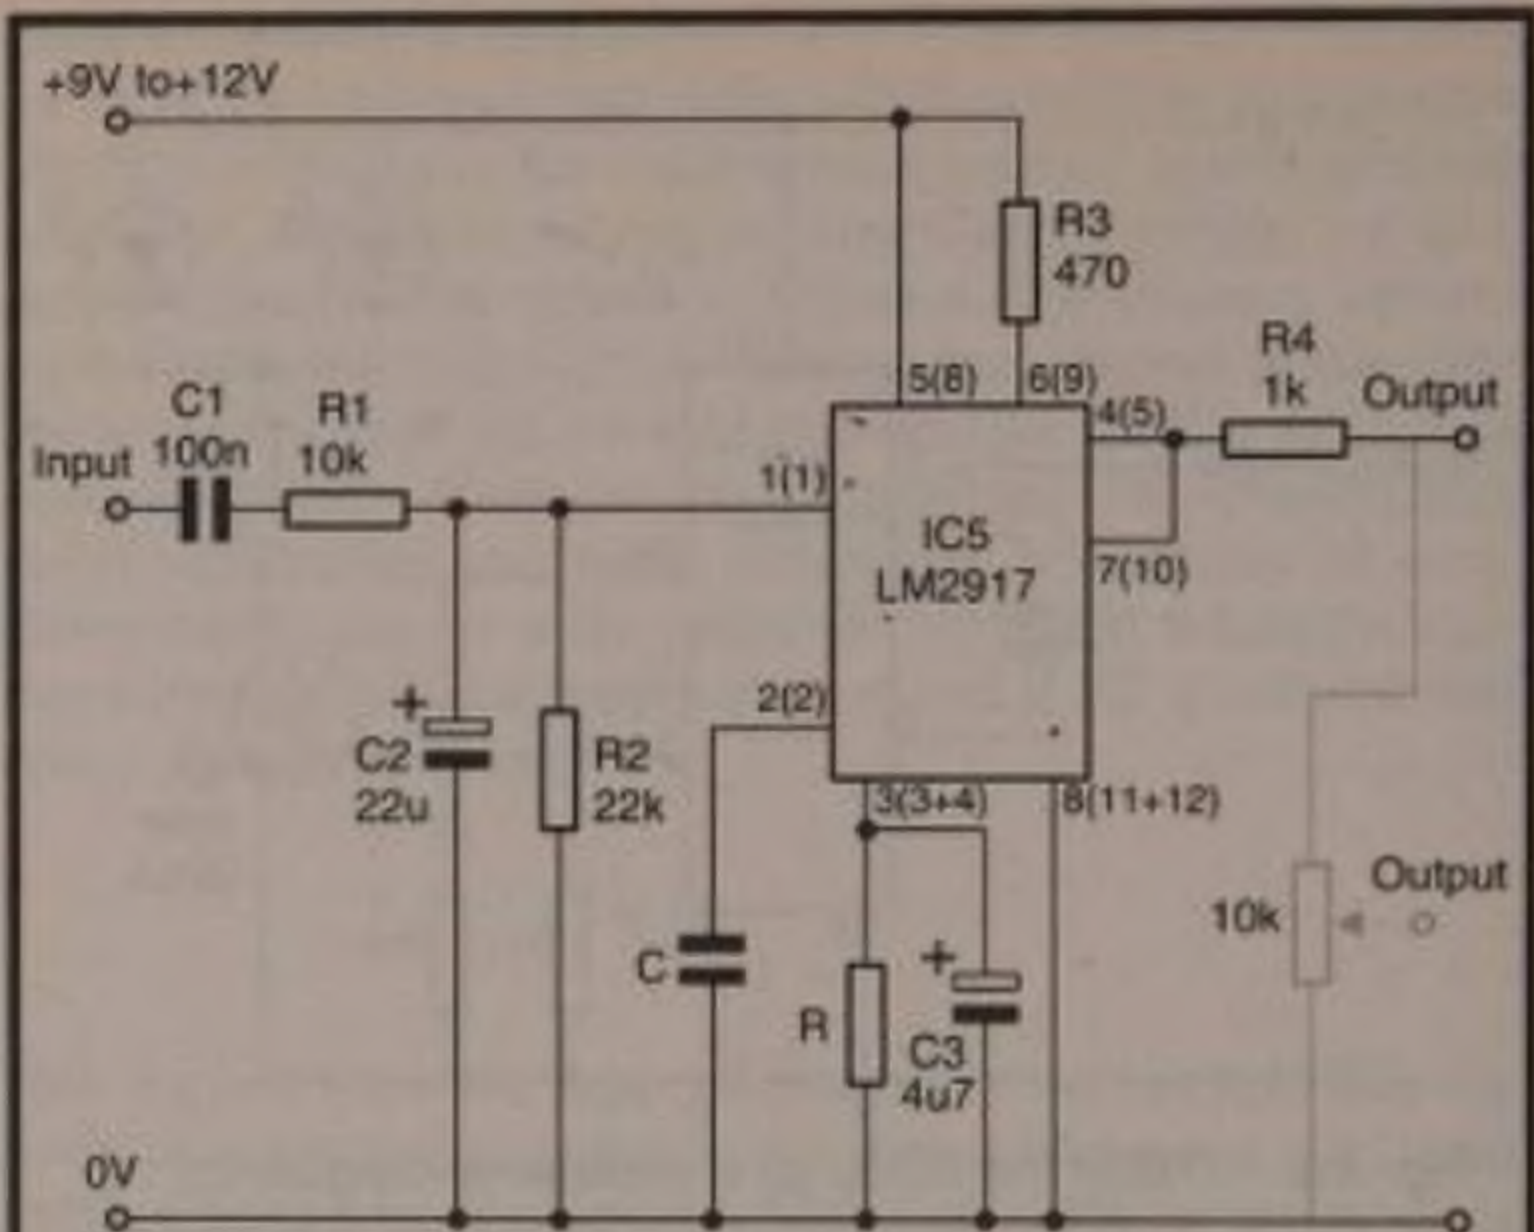 +9V to+12V
R3
470
R4
1k
Output
5(8)
6(9)
4(5)
C1
100n
R1
10k
Input
1(1)
IC5
LM2917
7(10)
2(2)
+
C2
22u
R2
22k
3(3+4)
8(11+12)
Output
10k
C
R
+
C3
4u7
0V